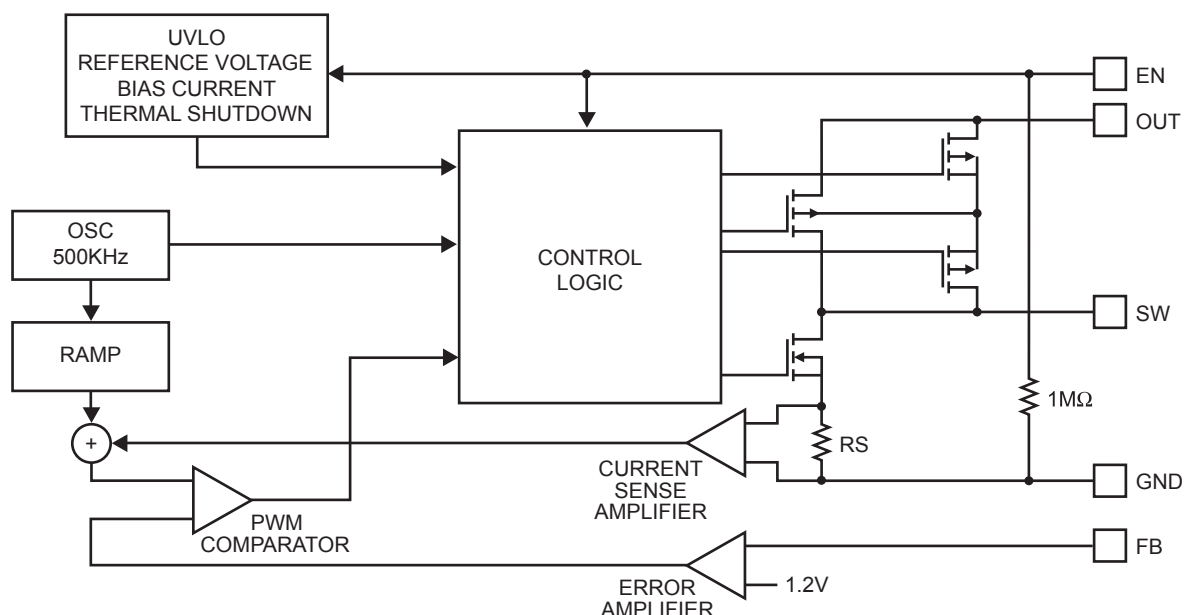 UVLO
REFERENCE VOLTAGE
BIAS CURRENT
THERMAL SHUTDOWN
EN
OUT
OSC
500KHz
CONTROL
LOGIC
SW
RAMP
1MΩ
+
RS
CURRENT
SENSE
AMPLIFIER
GND
PWM
COMPARATOR
FB
1.2V
ERROR
AMPLIFIER